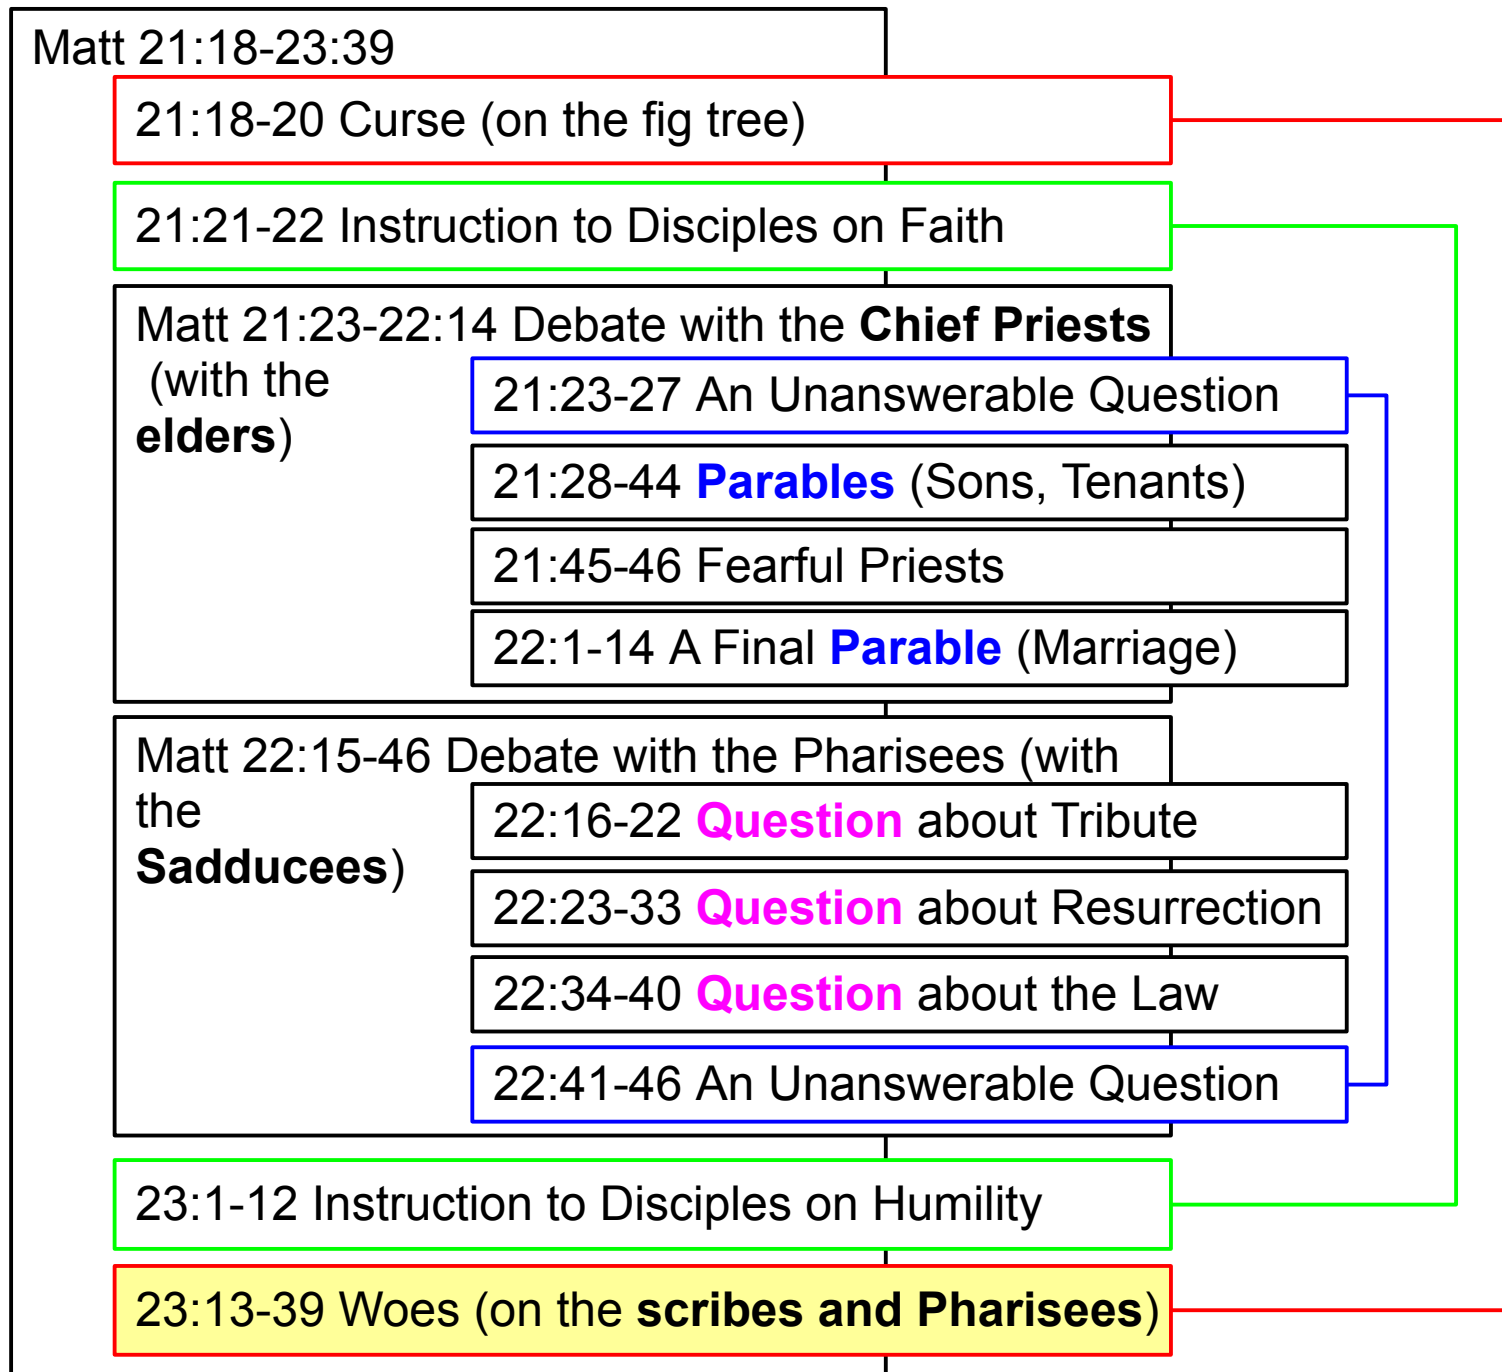 Matt 21:18-23:39
21:18-20 Curse (on the fig tree)
21:21-22 Instruction to Disciples on Faith
Matt 21:23-22:14 Debate with the Chief Priests
(with the
elders)
21:23-27 An Unanswerable Question
21:28-44 Parables (Sons, Tenants)
21:45-46 Fearful Priests
22:1-14 A Final Parable (Marriage)
Matt 22:15-46 Debate with the Pharisees (with
the
Sadducees)
22:16-22 Question about Tribute
22:23-33 Question about Resurrection
22:34-40 Question about the Law
22:41-46 An Unanswerable Question
23:1-12 Instruction to Disciples on Humility
23:13-39 Woes (on the scribes and Pharisees)